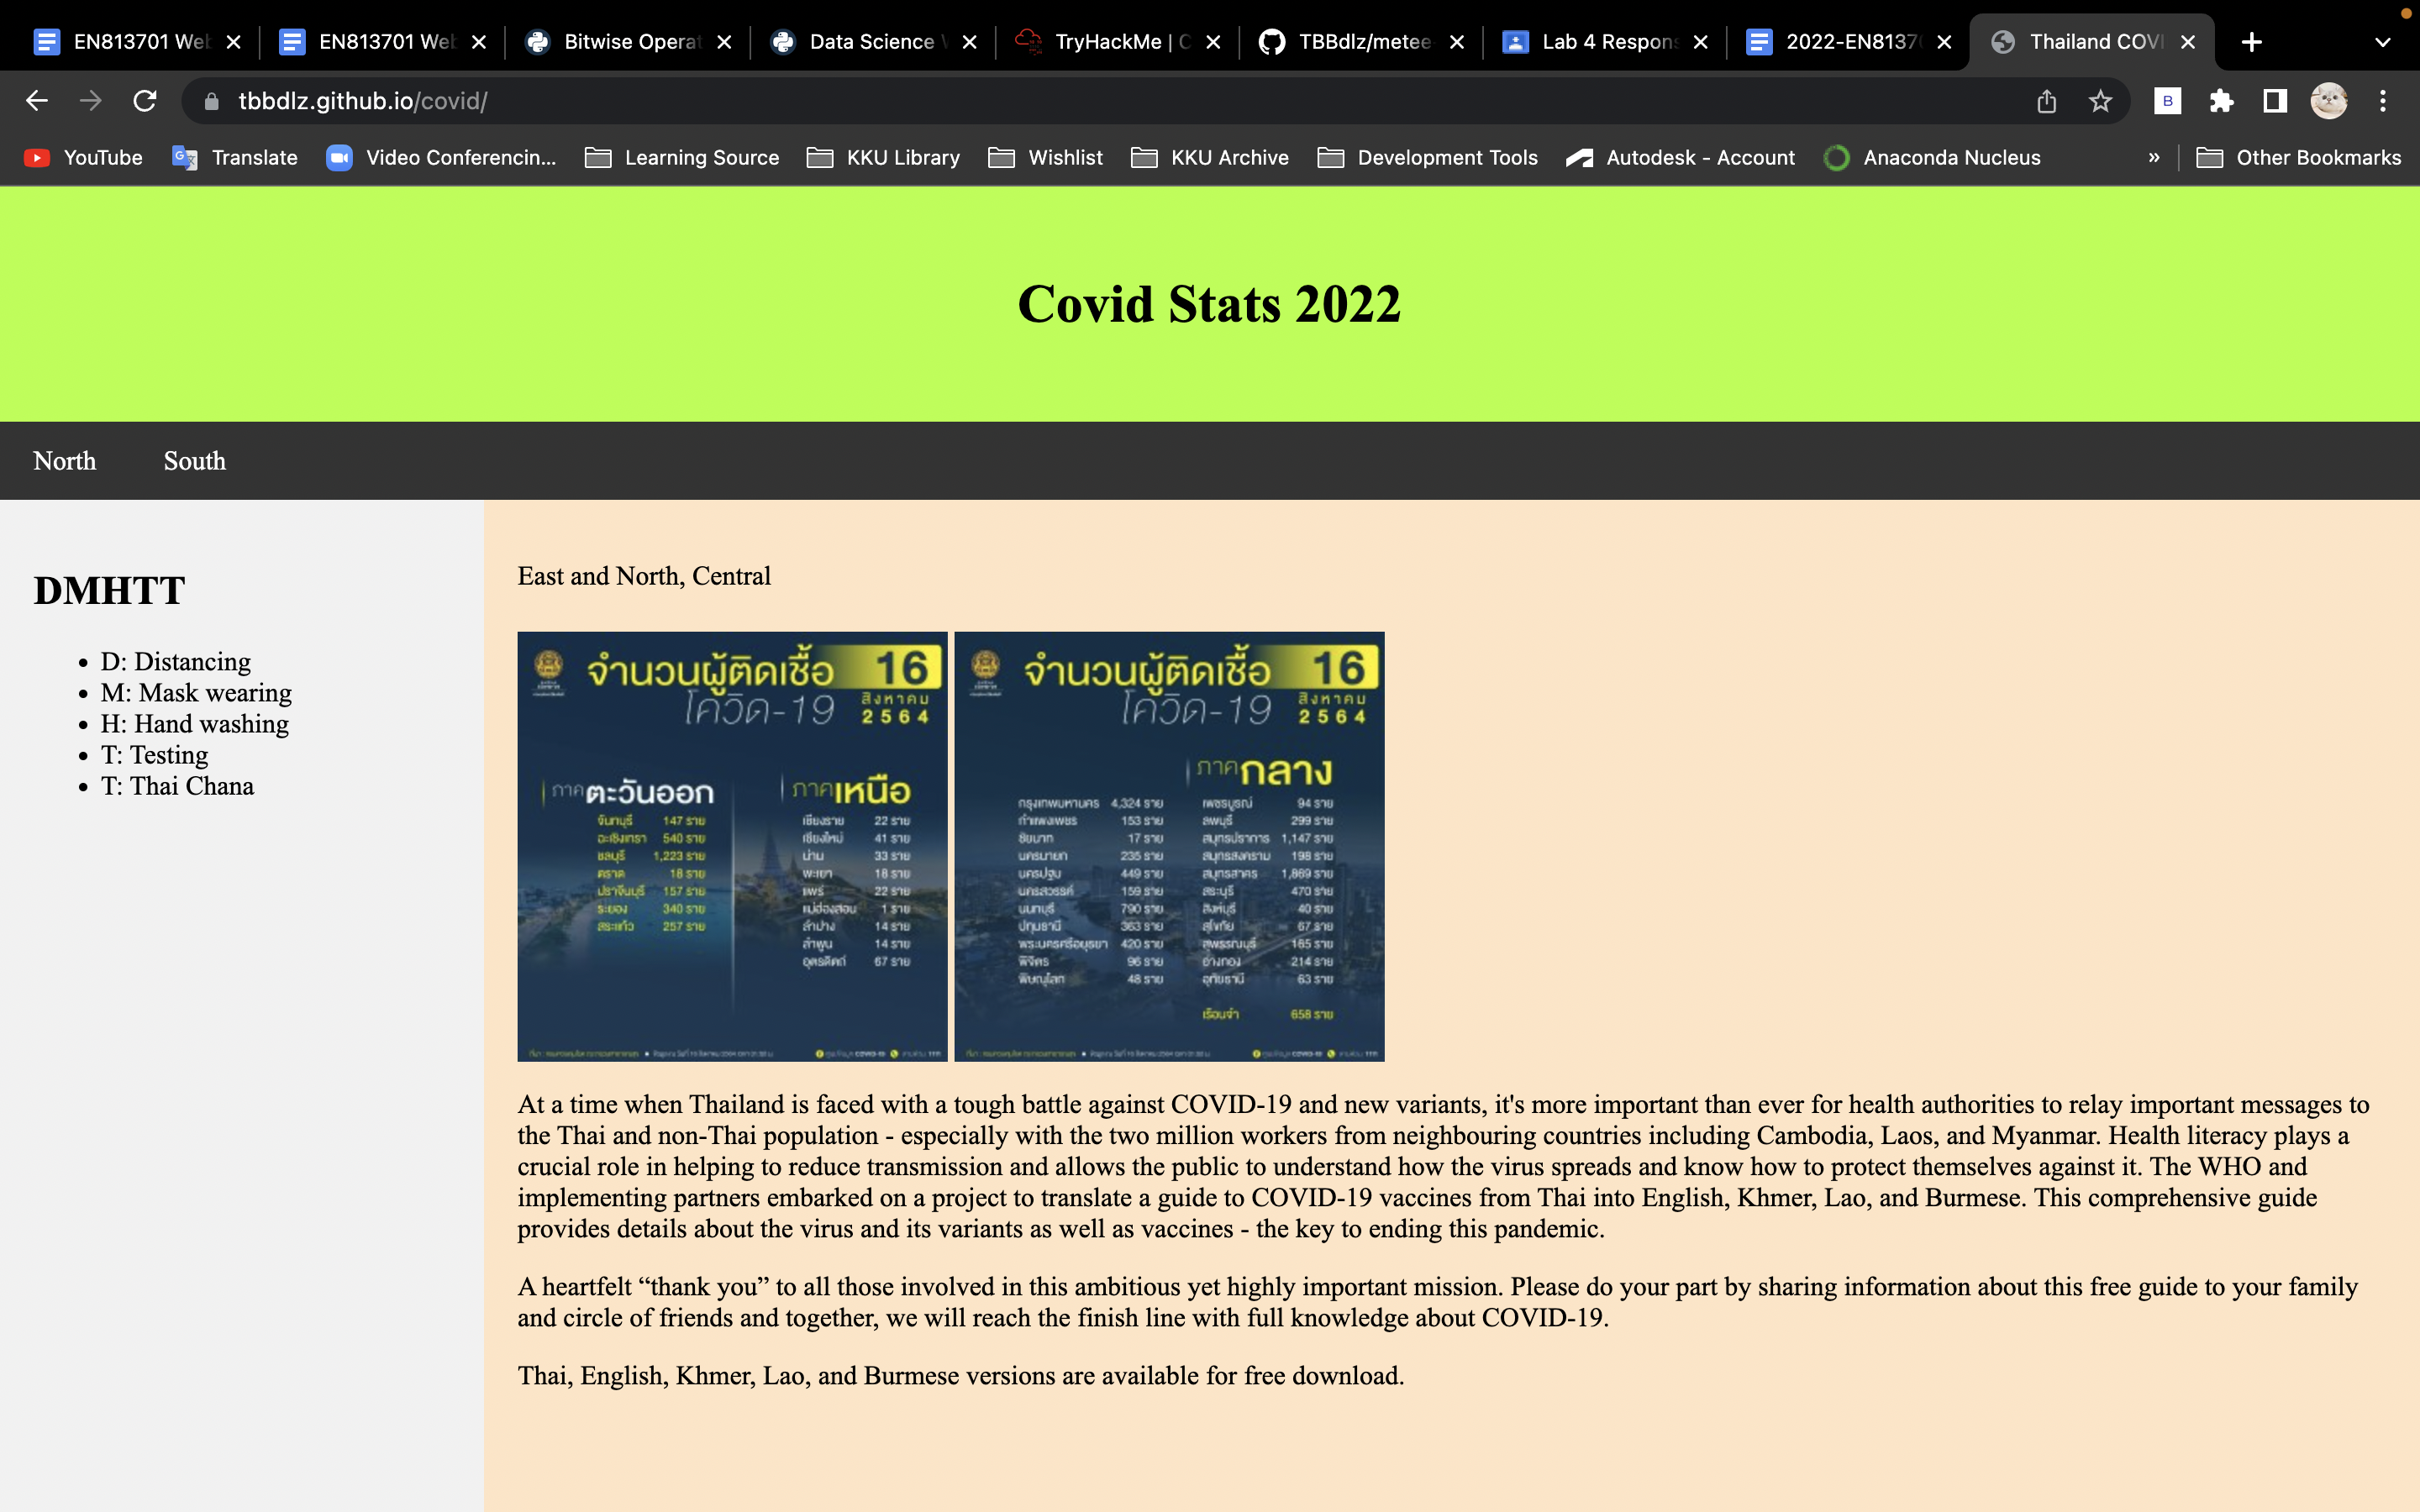 EN813701 Web
EN813701 Web
Bitwise Operat
Data Science
TryHackMe | C
TBBdlz/metee
Lab 4 Respons
2022-EN81370
Thailand COVI
tbbdlz.github.io/covid/
B
YouTube
Translate
Video Conferencin...
Learning Source
KKU Library
Wishlist
KKU Archive
Development Tools
Autodesk - Account
Anaconda Nucleus
»
Other Bookmarks
Covid Stats 2022
North
South
DMHTT
• D: Distancing
• M: Mask wearing
• H: Hand washing
• T: Testing
• T: Thai Chana
East and North, Central
จำนวนผู้ติดเชื้อ 16
โควิด-19 สิงหาคม
2564
ภาคตะวันออก
จันทบุรี 147 ราย
ฉะเชิงเทรา 540 ราย
ชลบุรี 1,223 ราย
ตราด 18 ราย
ปราจีนบุรี 157 ราย
ระยอง 340 ราย
สระแก้ว 257 ราย
ภาคเหนือ
เชียงราย 22 ราย
เชียงใหม่ 41 ราย
น่าน 33 ราย
พะเยา 18 ราย
แพร่ 22 ราย
แม่ฮ่องสอน 1 ราย
ลำปาง 14 ราย
ลำพูน 14 ราย
อุตรดิตถ์ 67 ราย
จำนวนผู้ติดเชื้อ 16
โควิด-19 สิงหาคม
2564
ภาคกลาง
กรุงเทพมหานคร 4,324 ราย
กำแพงเพชร 153 ราย
ชัยนาท 17 ราย
นครนายก 235 ราย
นครปฐม 449 ราย
นครสวรรค์ 159 ราย
นนทบุรี 790 ราย
ปทุมธานี 363 ราย
พระนครศรีอยุธยา 420 ราย
พิจิตร 96 ราย
พิษณุโลก 48 ราย
เพชรบูรณ์ 94 ราย
ลพบุรี 299 ราย
สมุทรปราการ 1,147 ราย
สมุทรสงคราม 198 ราย
สมุทรสาคร 1,869 ราย
สระบุรี 470 ราย
สิงห์บุรี 40 ราย
สุโขทัย 67 ราย
สุพรรณบุรี 165 ราย
อ่างทอง 214 ราย
อุทัยธานี 63 ราย
เรือนจำ 658 ราย
At a time when Thailand is faced with a tough battle against COVID-19 and new variants, it's more important than ever for health authorities to relay important messages to
the Thai and non-Thai population - especially with the two million workers from neighbouring countries including Cambodia, Laos, and Myanmar. Health literacy plays a
crucial role in helping to reduce transmission and allows the public to understand how the virus spreads and know how to protect themselves against it. The WHO and
implementing partners embarked on a project to translate a guide to COVID-19 vaccines from Thai into English, Khmer, Lao, and Burmese. This comprehensive guide
provides details about the virus and its variants as well as vaccines - the key to ending this pandemic.
A heartfelt “thank you” to all those involved in this ambitious yet highly important mission. Please do your part by sharing information about this free guide to your family
and circle of friends and together, we will reach the finish line with full knowledge about COVID-19.
Thai, English, Khmer, Lao, and Burmese versions are available for free download.